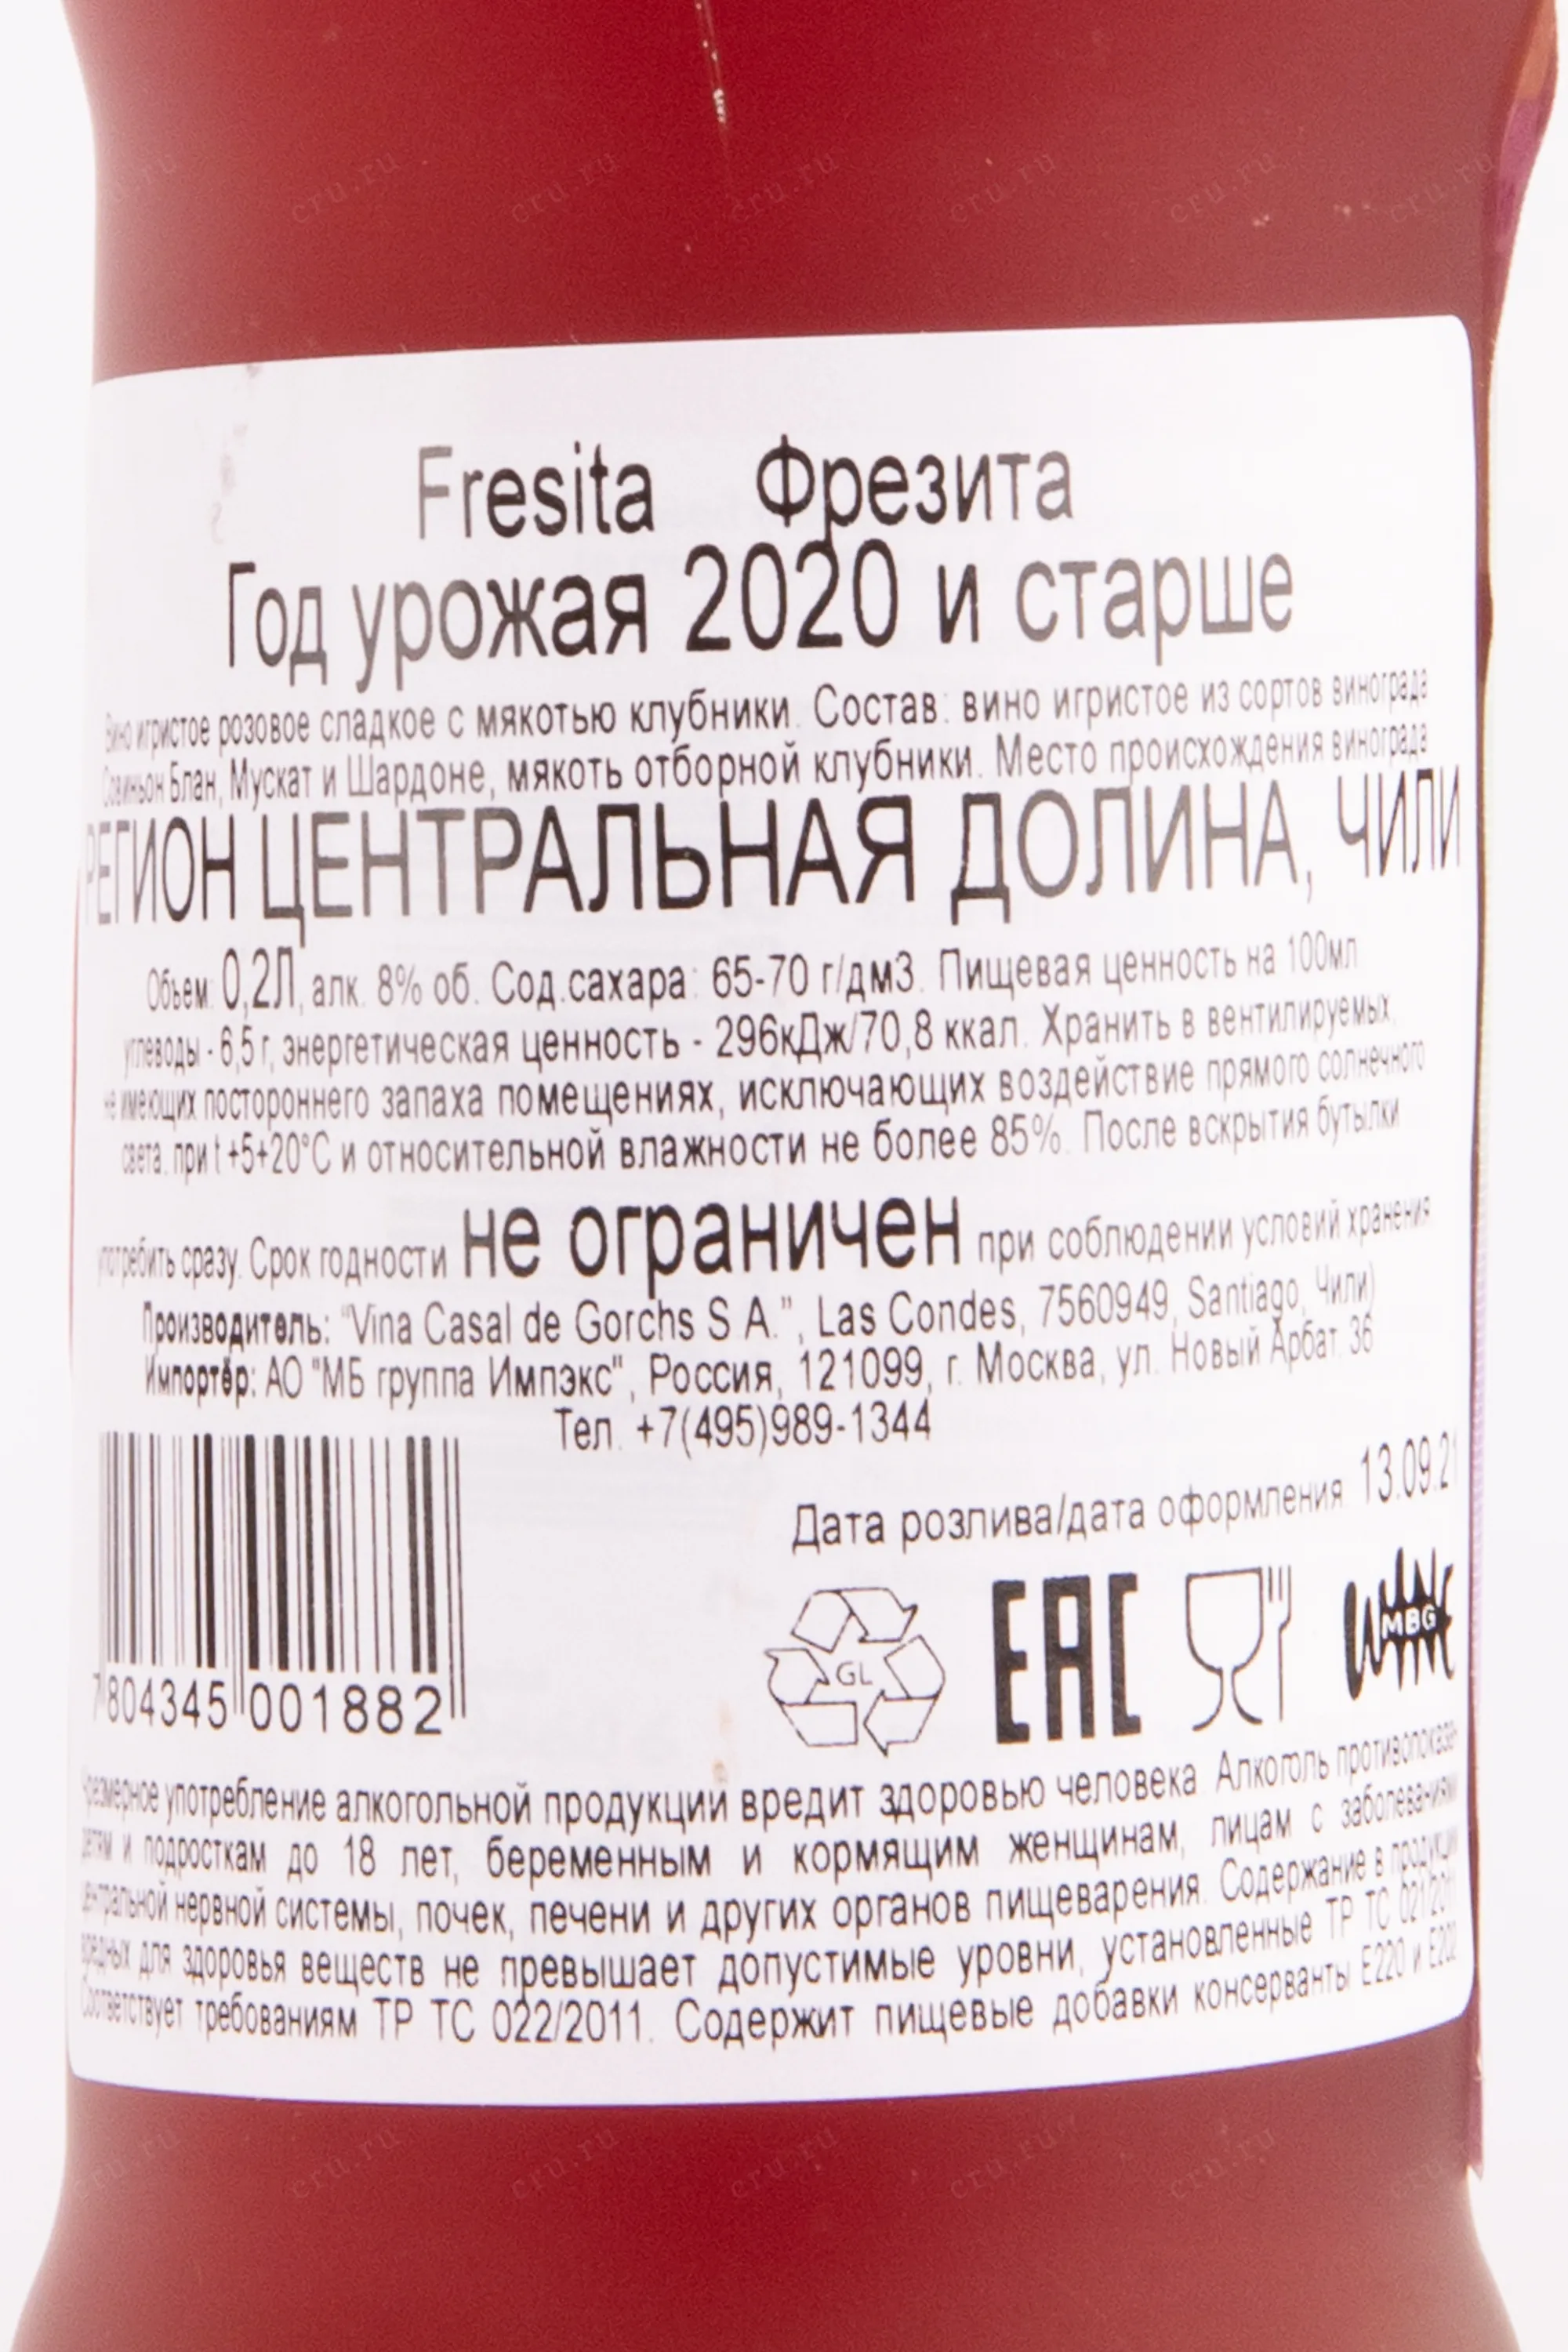 Fresita Фрезита
Год урожая 2020 и старше
Вино игристое розовое сладкое с мякотью клубники. Состав: вино игристое из сортов винограда
Совиньон Блан, Мускат и Шардоне, мякоть отборной клубники. Место происхождения винограда
РЕГИОН ЦЕНТРАЛЬНАЯ ДОЛИНА, ЧИЛИ
Объем: 0,2Л, алк. 8% об. Сод.сахара: 65-70 г/дм3. Пищевая ценность на 100мл
углеводы - 6,5 г, энергетическая ценность - 296кДж/70,8 ккал. Хранить в вентилируемых,
не имеющих постороннего запаха помещениях, исключающих воздействие прямого солнечного
света, при t +5+20°С и относительной влажности не более 85%. После вскрытия бутылки
употребить сразу. Срок годности не ограничен при соблюдении условий хранения
Производитель: "Vina Casal de Gorchs S.A.", Las Condes, 7560949, Santiago, Чили)
Импортёр: АО "МБ группа Импэкс", Россия, 121099, г. Москва, ул. Новый Арбат 36
Тел. +7(495)989-1344
Дата розлива/дата оформления 13.09.21
GL
EAC
WINE
MBG
7 804345 001882
Чрезмерное употребление алкогольной продукции вредит здоровью человека. Алкоголь противопоказан
детям и подросткам до 18 лет, беременным и кормящим женщинам, лицам с заболеваниями
центральной нервной системы, почек, печени и других органов пищеварения. Содержание в продукции
вредных для здоровья веществ не превышает допустимые уровни, установленные ТР ТС
Соответствует требованиям ТР ТС 022/2011. Содержит пищевые добавки консерванты Е220 и Е202
cru.ru